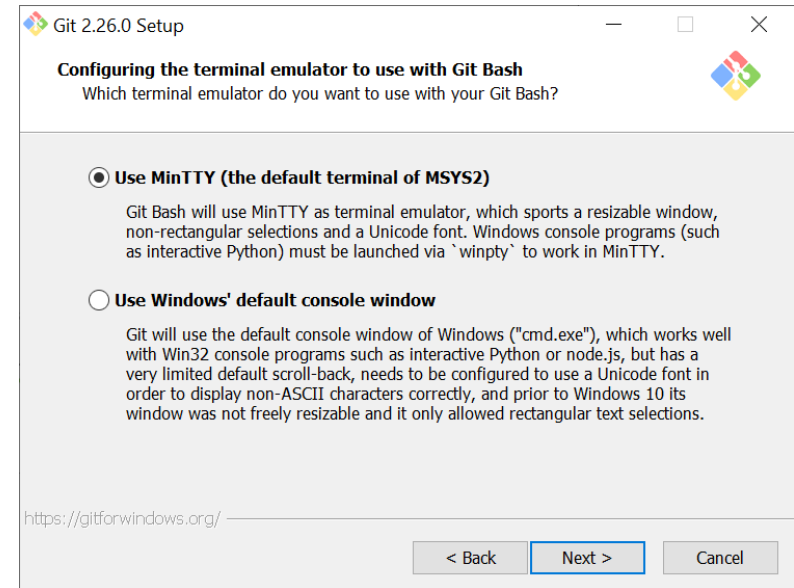 Git 2.26.0 Setup
Configuring the terminal emulator to use with Git Bash
Which terminal emulator do you want to use with your Git Bash?
Use MinTTY (the default terminal of MSYS2)
Git Bash will use MinTTY as terminal emulator, which sports a resizable window,
non-rectangular selections and a Unicode font. Windows console programs (such
as interactive Python) must be launched via `winpty` to work in MinTTY.
Use Windows' default console window
Git will use the default console window of Windows ("cmd.exe"), which works well
with Win32 console programs such as interactive Python or node.js, but has a
very limited default scroll-back, needs to be configured to use a Unicode font in
order to display non-ASCII characters correctly, and prior to Windows 10 its
window was not freely resizable and it only allowed rectangular text selections.
https://gitforwindows.org/
< Back
Next >
Cancel